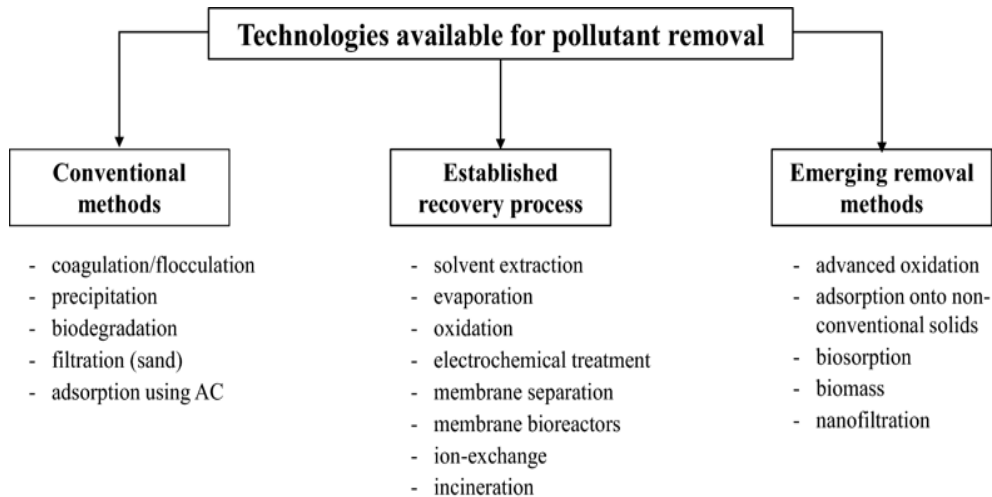 Technologies available for pollutant removal
Conventional
methods
- coagulation/flocculation
- precipitation
- biodegradation
- filtration (sand)
- adsorption using AC
Established
recovery process
- solvent extraction
- evaporation
- oxidation
- electrochemical treatment
- membrane separation
- membrane bioreactors
- ion-exchange
- incineration
Emerging removal
methods
- advanced oxidation
- adsorption onto non-
conventional solids
- biosorption
- biomass
- nanofiltration